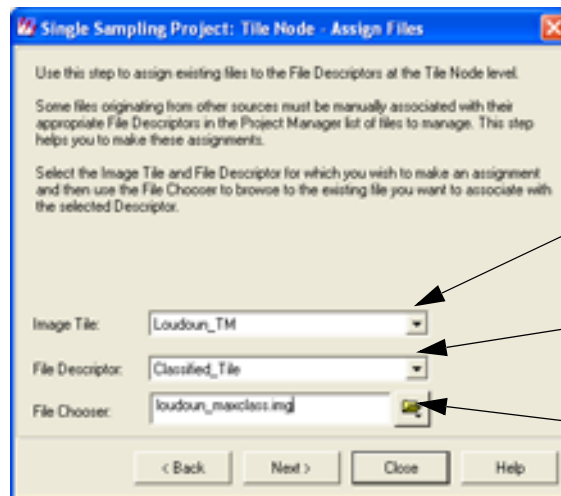 Single Sampling Project: Tile Node - Assign Files
Use this step to assign existing files to the File Descriptors at the Tile Node level.
Some files originating from other sources must be manually associated with their
appropriate File Descriptors in the Project Manager list of files to manage. This step
helps you to make these assignments.
Select the Image Tile and File Descriptor for which you wish to make an assignment
and then use the File Chooser to browse to the existing file you want to associate with
the selected Descriptor.
Image Tile: Loudoun_TM
File Descriptor: Classified_Tile
File Chooser: loudoun_maxclass.img
< Back Next > Close Help